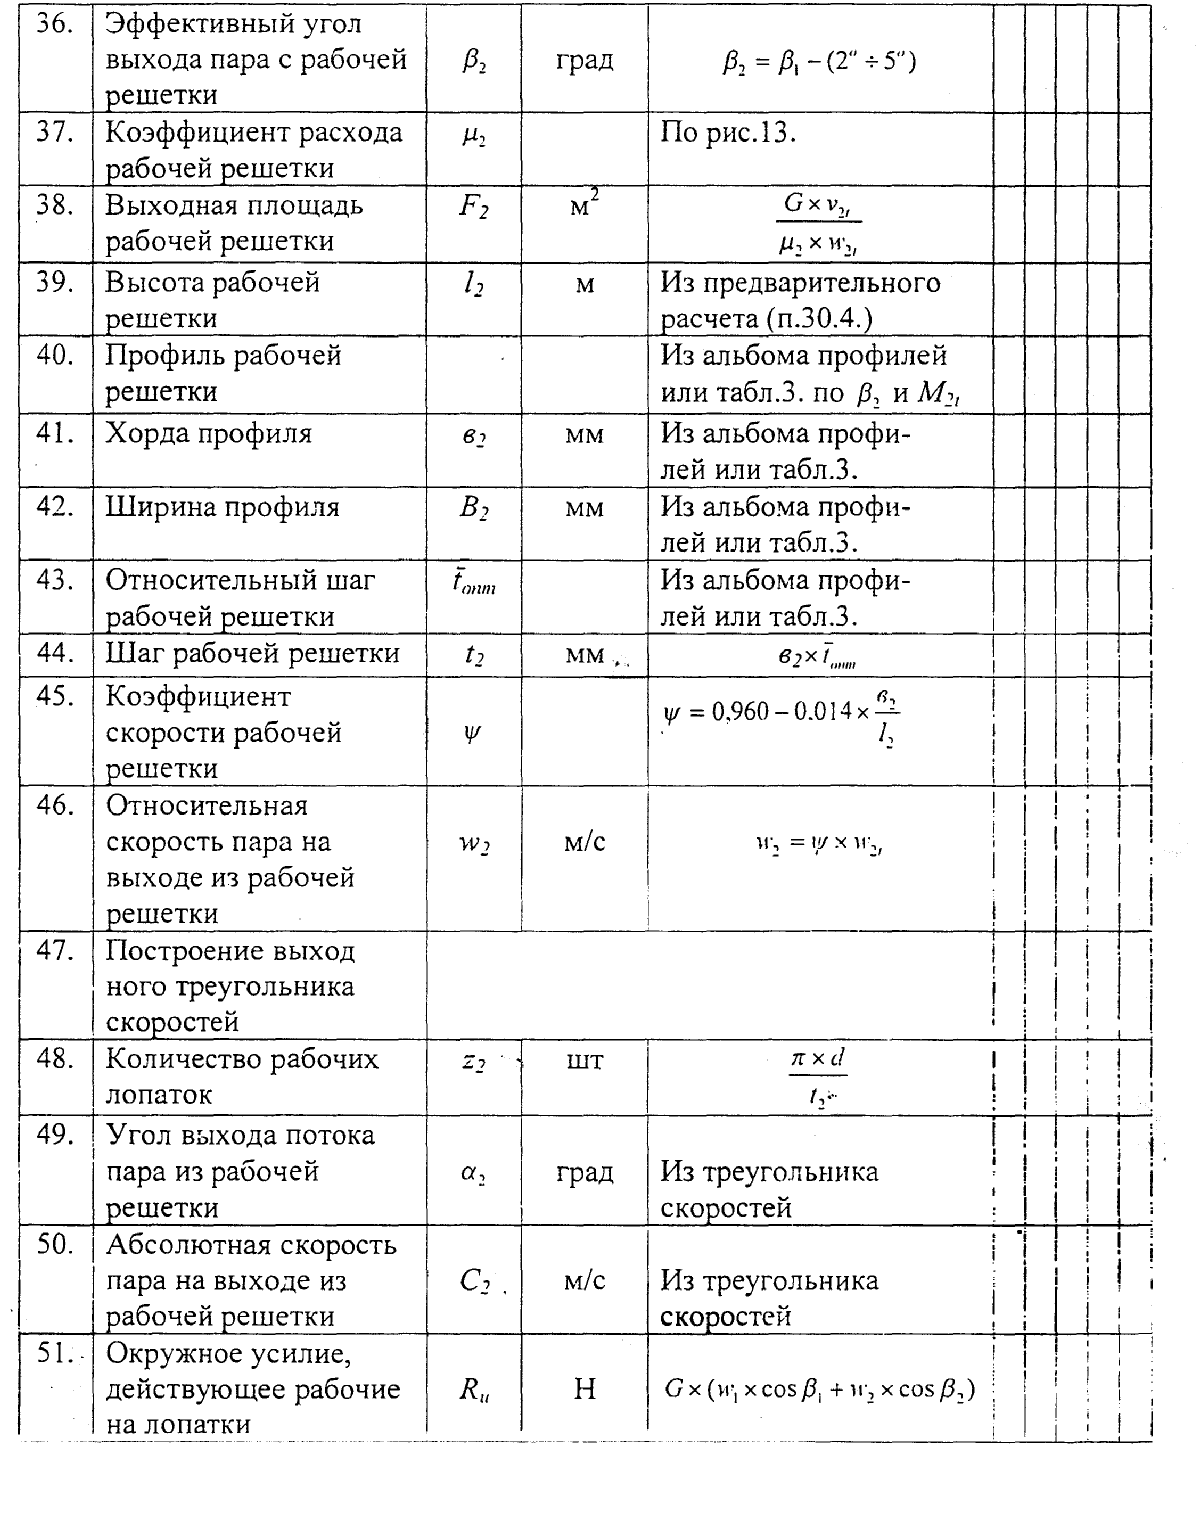 36. Эффективный угол
выхода пара с рабочей β₂ град β₂ = β₁ – (2" ÷ 5")
решетки
37. Коэффициент расхода μ₂ По рис.13.
рабочей решетки
38. Выходная площадь F₂ м² G × v₂ₜ
рабочей решетки μ₂ × w₂ₜ
39. Высота рабочей l₂ м Из предварительного
решетки расчета (п.30.4.)
40. Профиль рабочей Из альбома профилей
решетки или табл.3. по β₂ и M₂ₜ
41. Хорда профиля в₂ мм Из альбома профи-
лей или табл.3.
42. Ширина профиля B₂ мм Из альбома профи-
лей или табл.3.
43. Относительный шаг t̄опт Из альбома профи-
рабочей решетки лей или табл.3.
44. Шаг рабочей решетки t₂ мм в₂× t̄опт
45. Коэффициент ψ = 0,960 – 0.014 × в₂
скорости рабочей ψ l₂
решетки
46. Относительная
скорость пара на w₂ м/с w₂ = ψ × w₂ₜ
выходе из рабочей
решетки
47. Построение выход
ного треугольника
скоростей
48. Количество рабочих z₂ шт π × d
лопаток t₂
49. Угол выхода потока
пара из рабочей α₂ град Из треугольника
решетки скоростей
50. Абсолютная скорость
пара на выходе из C₂ м/с Из треугольника
рабочей решетки скоростей
51. Окружное усилие,
действующее рабочие Rᵤ Н G × (w₁ × cos β₁ + w₂ × cos β₂)
на лопатки